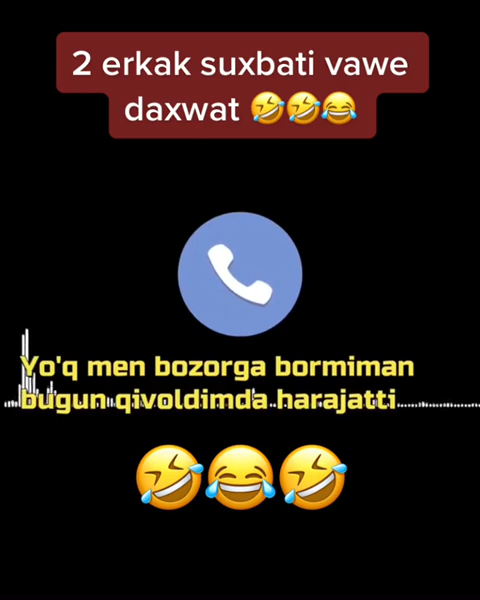 2 erkak suxbati vawe
daxwat 🤣🤣😂
Yo'q men bozorga bormiman
bugun qivoldimda harajatti